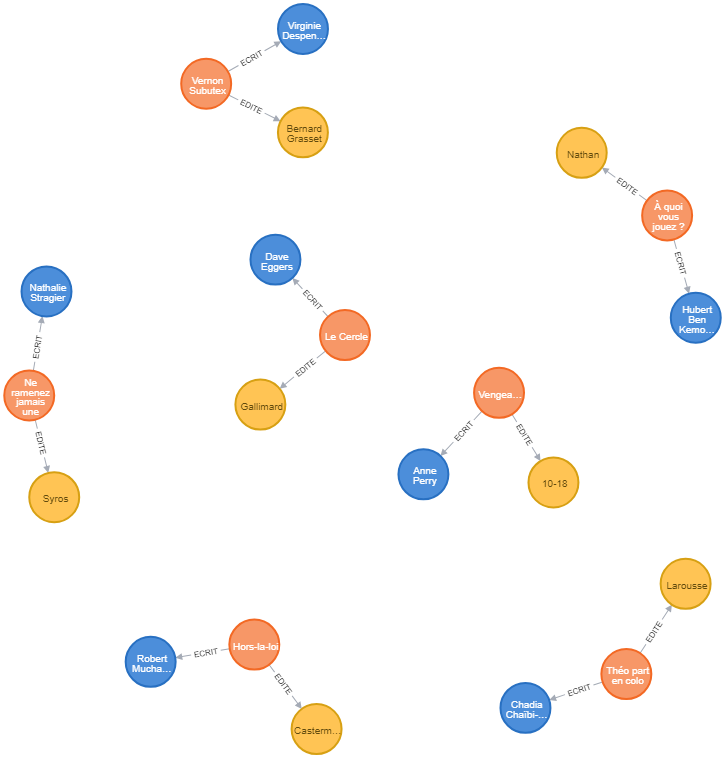 Virginie
Despen…
ECRIT
Vernon
Subutex
EDITE
Bernard
Grasset
Nathan
EDITE
À quoi
vous
jouez ?
ECRIT
Hubert
Ben
Kemo…
Dave
Eggers
ECRIT
Le Cercle
EDITE
Gallimard
Nathalie
Stragier
ECRIT
Ne
ramenez
jamais
une
EDITE
Syros
Vengea…
ECRIT
EDITE
Anne
Perry
10-18
Larousse
EDITE
Théo part
en colo
ECRIT
Chadia
Chaïbi-…
Hors-la-loi
ECRIT
Robert
Mucha…
EDITE
Casterm…